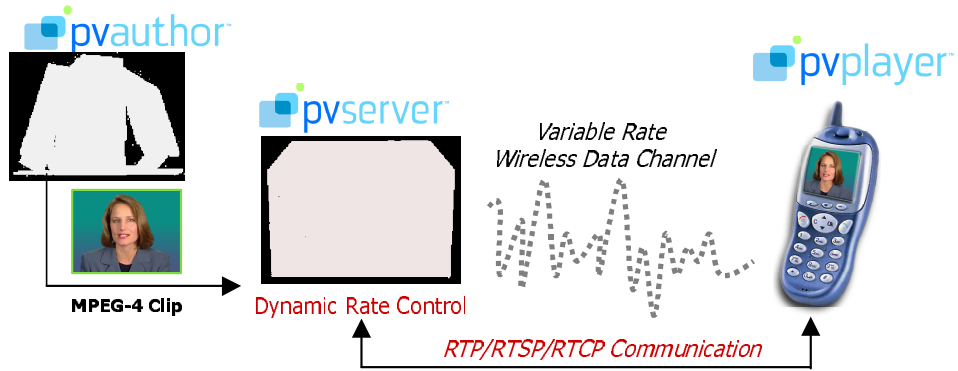 pvauthor™
pvserver™
pvplayer™
Variable Rate
Wireless Data Channel
MPEG-4 Clip
Dynamic Rate Control
RTP/RTSP/RTCP Communication